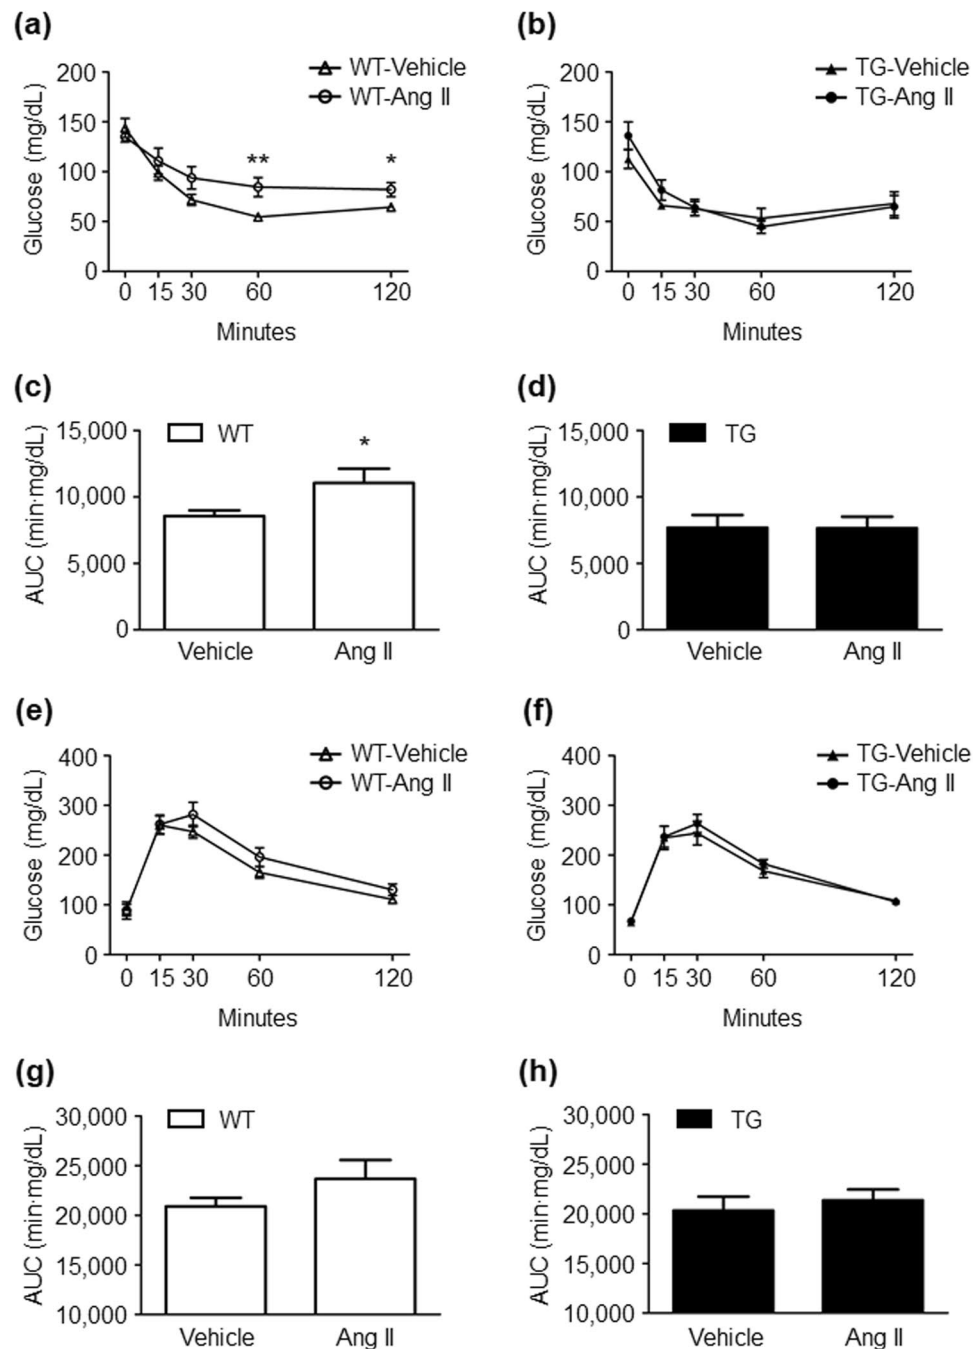 (a)
WT-Vehicle
WT-Ang II
Glucose (mg/dL)
200
150
100
50
0
**
*
0 15 30 60 120
Minutes
(b)
TG-Vehicle
TG-Ang II
Glucose (mg/dL)
200
150
100
50
0
0 15 30 60 120
Minutes
(c)
WT
AUC (min·mg/dL)
15,000
10,000
5,000
0
*
Vehicle Ang II
(d)
TG
AUC (min·mg/dL)
15,000
10,000
5,000
0
Vehicle Ang II
(e)
WT-Vehicle
WT-Ang II
Glucose (mg/dL)
400
300
200
100
0
0 15 30 60 120
Minutes
(f)
TG-Vehicle
TG-Ang II
Glucose (mg/dL)
400
300
200
100
0
0 15 30 60 120
Minutes
(g)
WT
AUC (min·mg/dL)
30,000
25,000
20,000
15,000
10,000
Vehicle Ang II
(h)
TG
AUC (min·mg/dL)
30,000
25,000
20,000
15,000
10,000
Vehicle Ang II